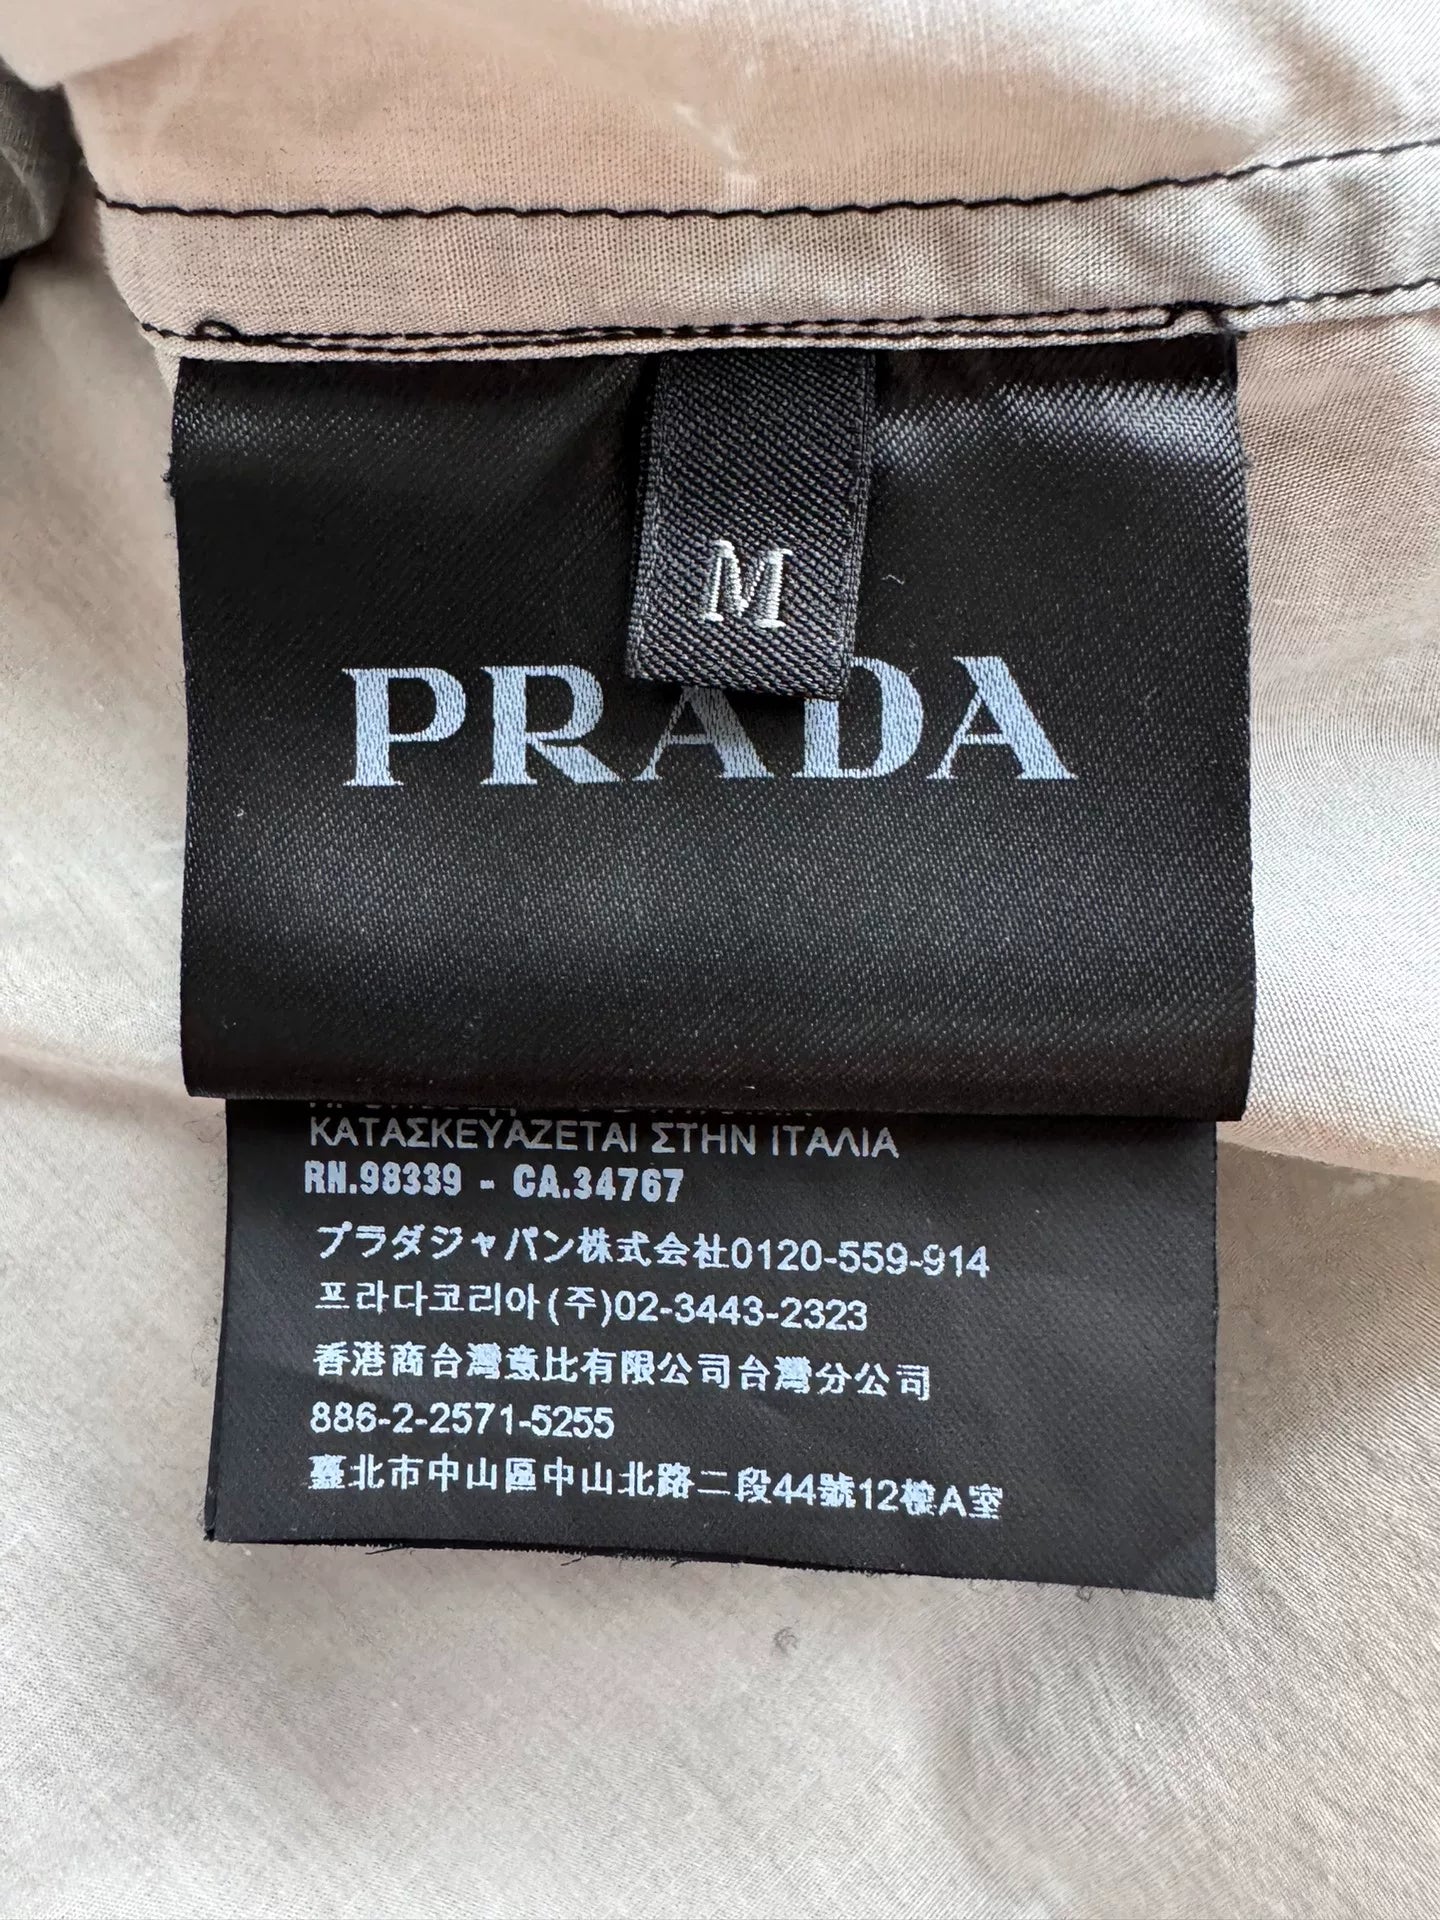 M
PRADA
ΚΑΤΑΣΚΕΥΑΖΕΤΑΙ ΣΤΗΝ ΙΤΑΛΙΑ
RN.98339 - CA.34767
プラダジャパン株式会社0120-559-914
프라다코리아(주)02-3443-2323
香港商台灣意比有限公司台灣分公司
886-2-2571-5255
臺北市中山區中山北路二段44號12樓A室